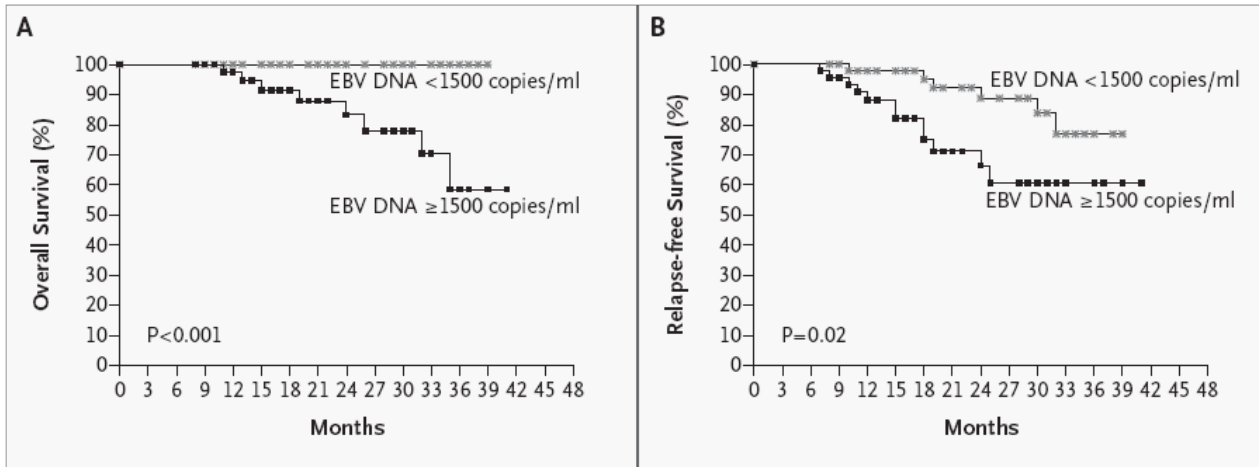 A
Overall Survival (%)
100
90
80
70
60
50
40
30
20
10
0
EBV DNA <1500 copies/ml
EBV DNA ≥1500 copies/ml
P<0.001
0 3 6 9 12 15 18 21 24 27 30 33 36 39 42 45 48
Months
B
Relapse-free Survival (%)
100
90
80
70
60
50
40
30
20
10
0
EBV DNA <1500 copies/ml
EBV DNA ≥1500 copies/ml
P=0.02
0 3 6 9 12 15 18 21 24 27 30 33 36 39 42 45 48
Months